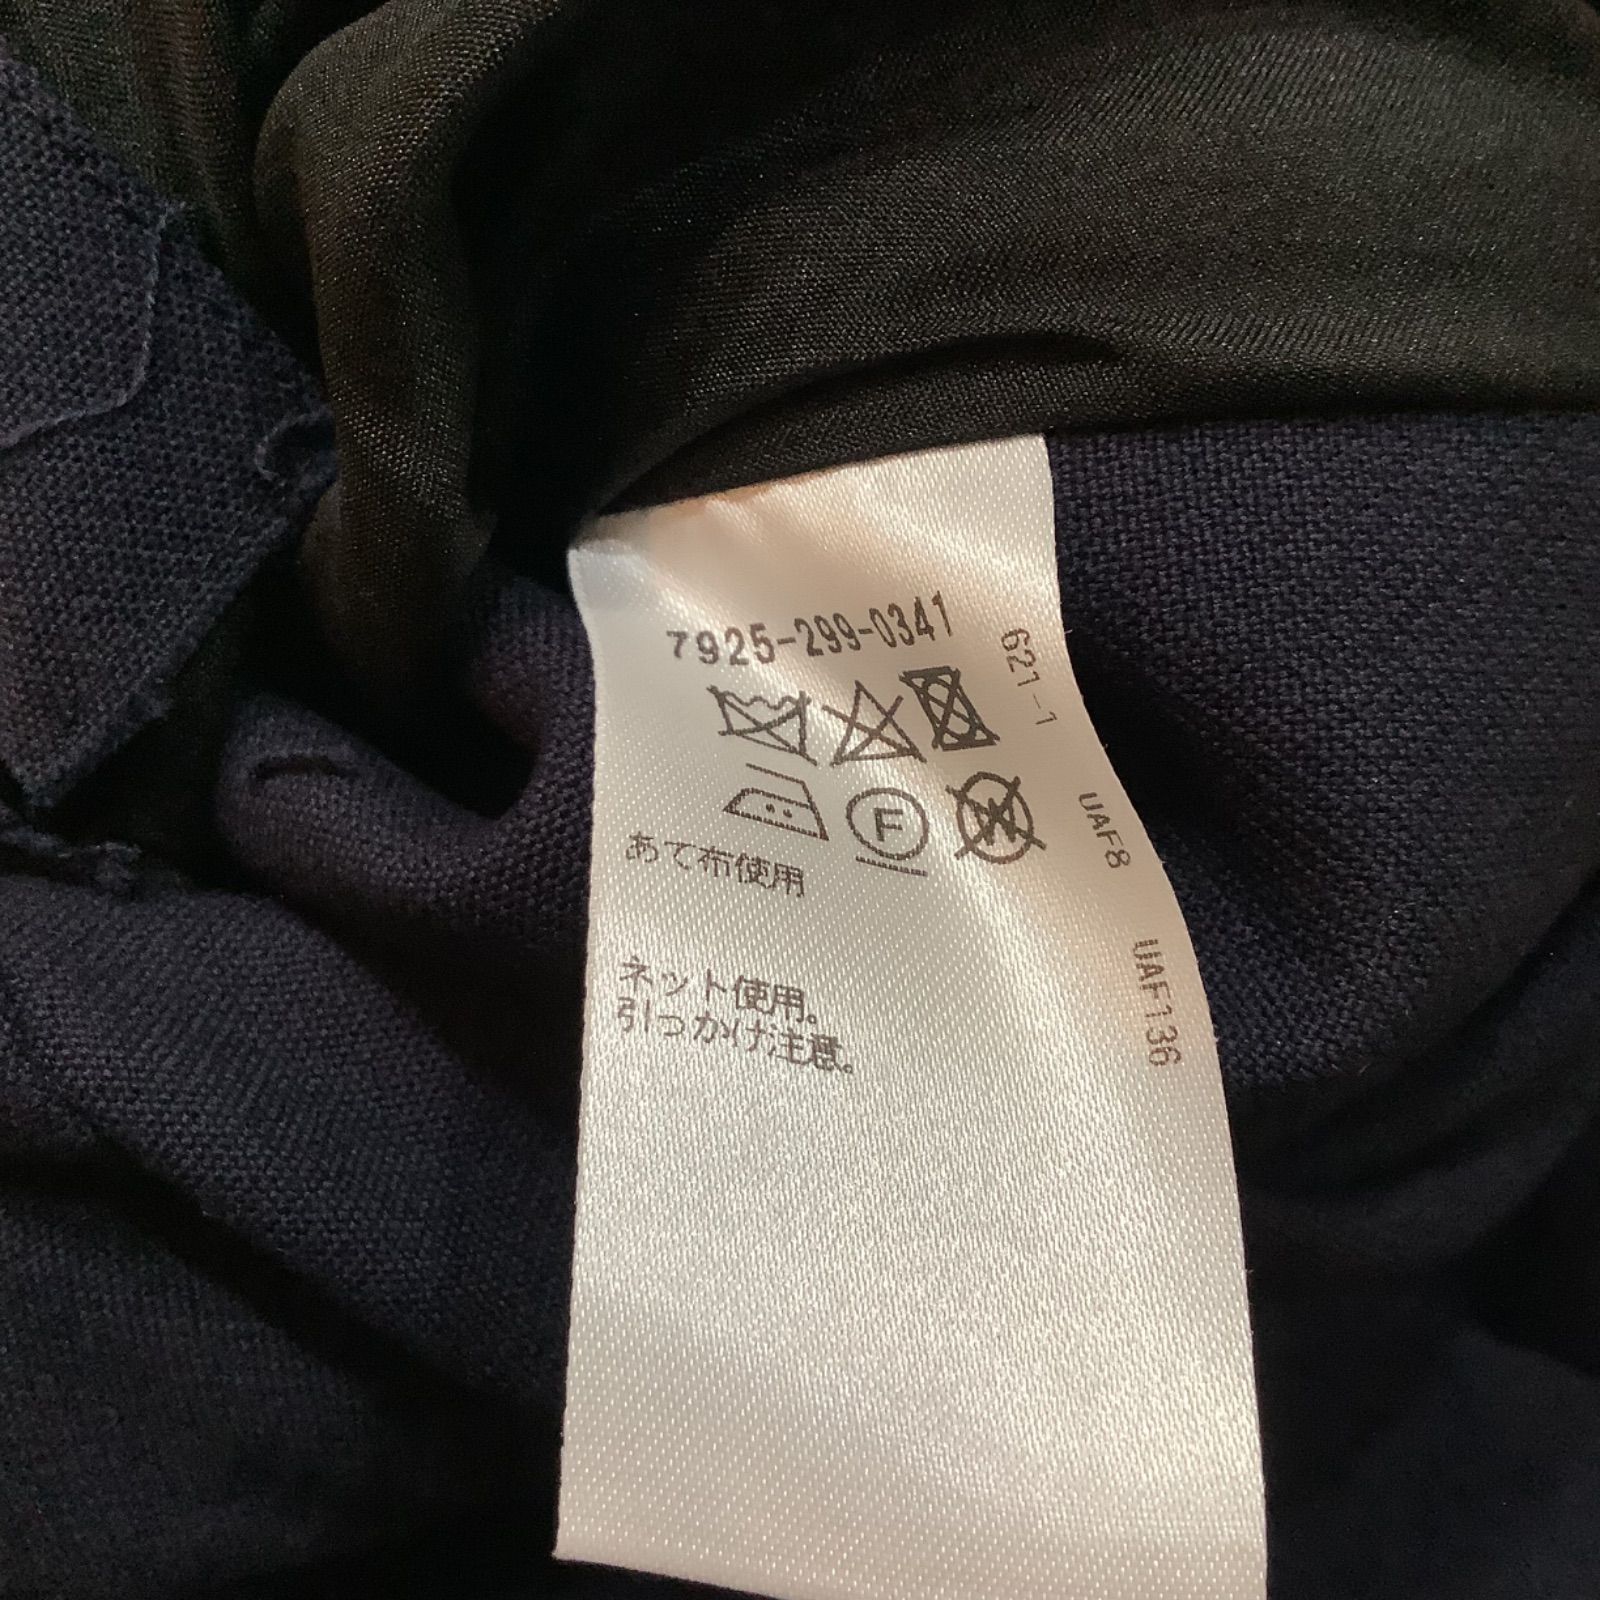 7925-299-0341
621-1
F
W
あて布使用
UAF8
ネット使用。
引っかけ注意。
UAF136